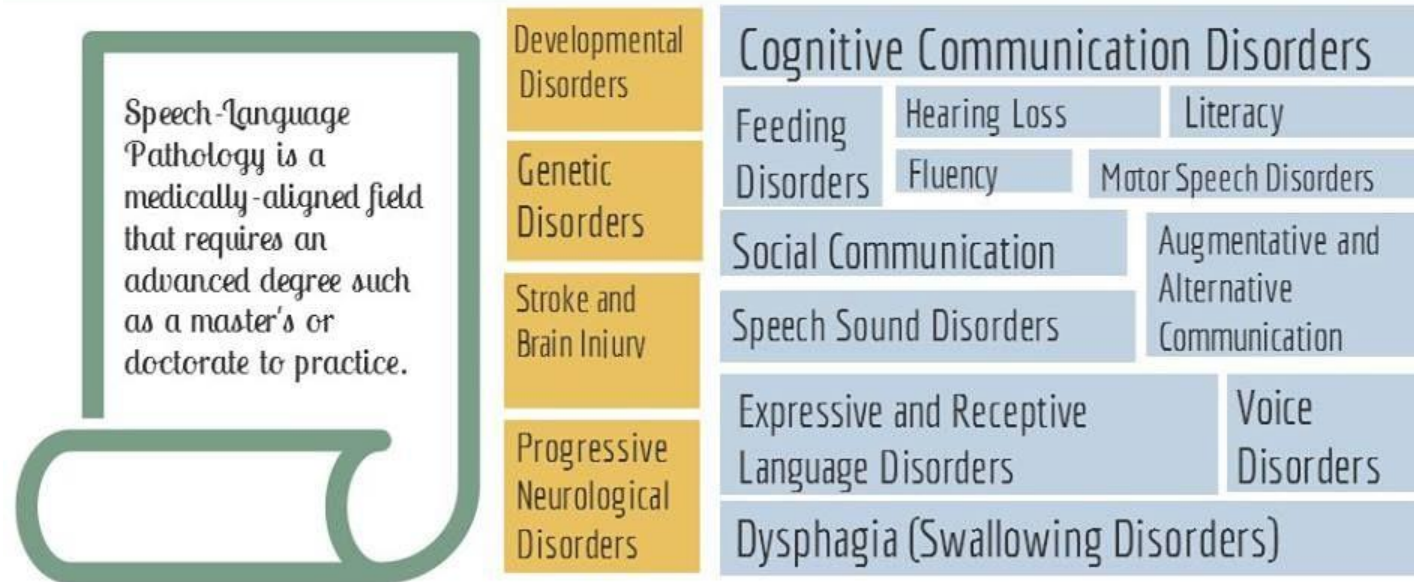 Speech-Language
Pathology is a
medically-aligned field
that requires an
advanced degree such
as a master's or
doctorate to practice.
Developmental
Disorders
Genetic
Disorders
Stroke and
Brain Injury
Progressive
Neurological
Disorders
Cognitive Communication Disorders
Feeding
Disorders
Hearing Loss
Literacy
Fluency
Motor Speech Disorders
Social Communication
Augmentative and
Alternative
Communication
Speech Sound Disorders
Expressive and Receptive
Language Disorders
Voice
Disorders
Dysphagia (Swallowing Disorders)